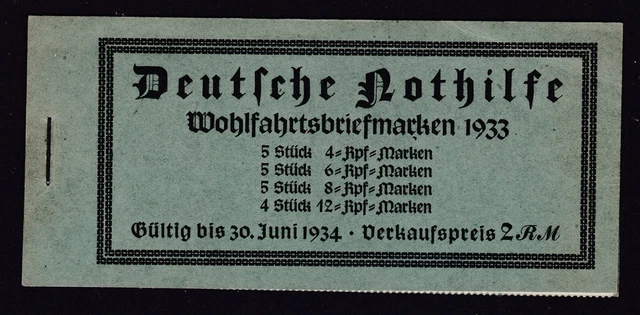 Deutſche Nothilfe
Wohlfahrtsbriefmarken 1933
5 Stück 4=Rpf=Marken
5 Stück 6=Rpf=Marken
5 Stück 8=Rpf=Marken
4 Stück 12=Rpf=Marken
Gültig bis 30. Juni 1934 · Verkaufspreis 2 RM